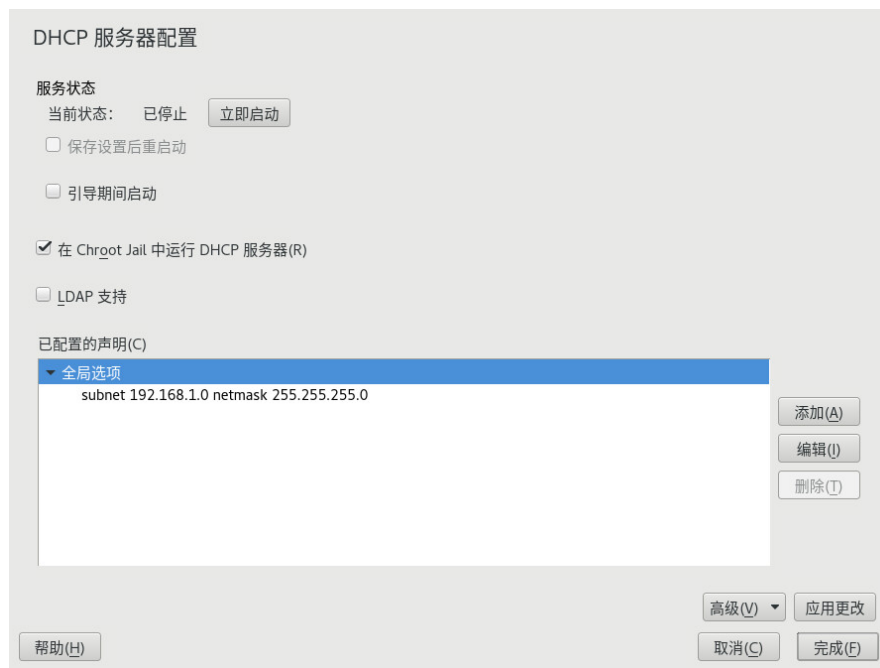 DHCP 服务器配置
服务状态
当前状态： 已停止 立即启动
保存设置后重启动
引导期间启动
在 Chroot Jail 中运行 DHCP 服务器(R)
LDAP 支持
已配置的声明(C)
全局选项
subnet 192.168.1.0 netmask 255.255.255.0
添加(A)
编辑(I)
删除(T)
高级(V) 应用更改
帮助(H) 取消(C) 完成(F)